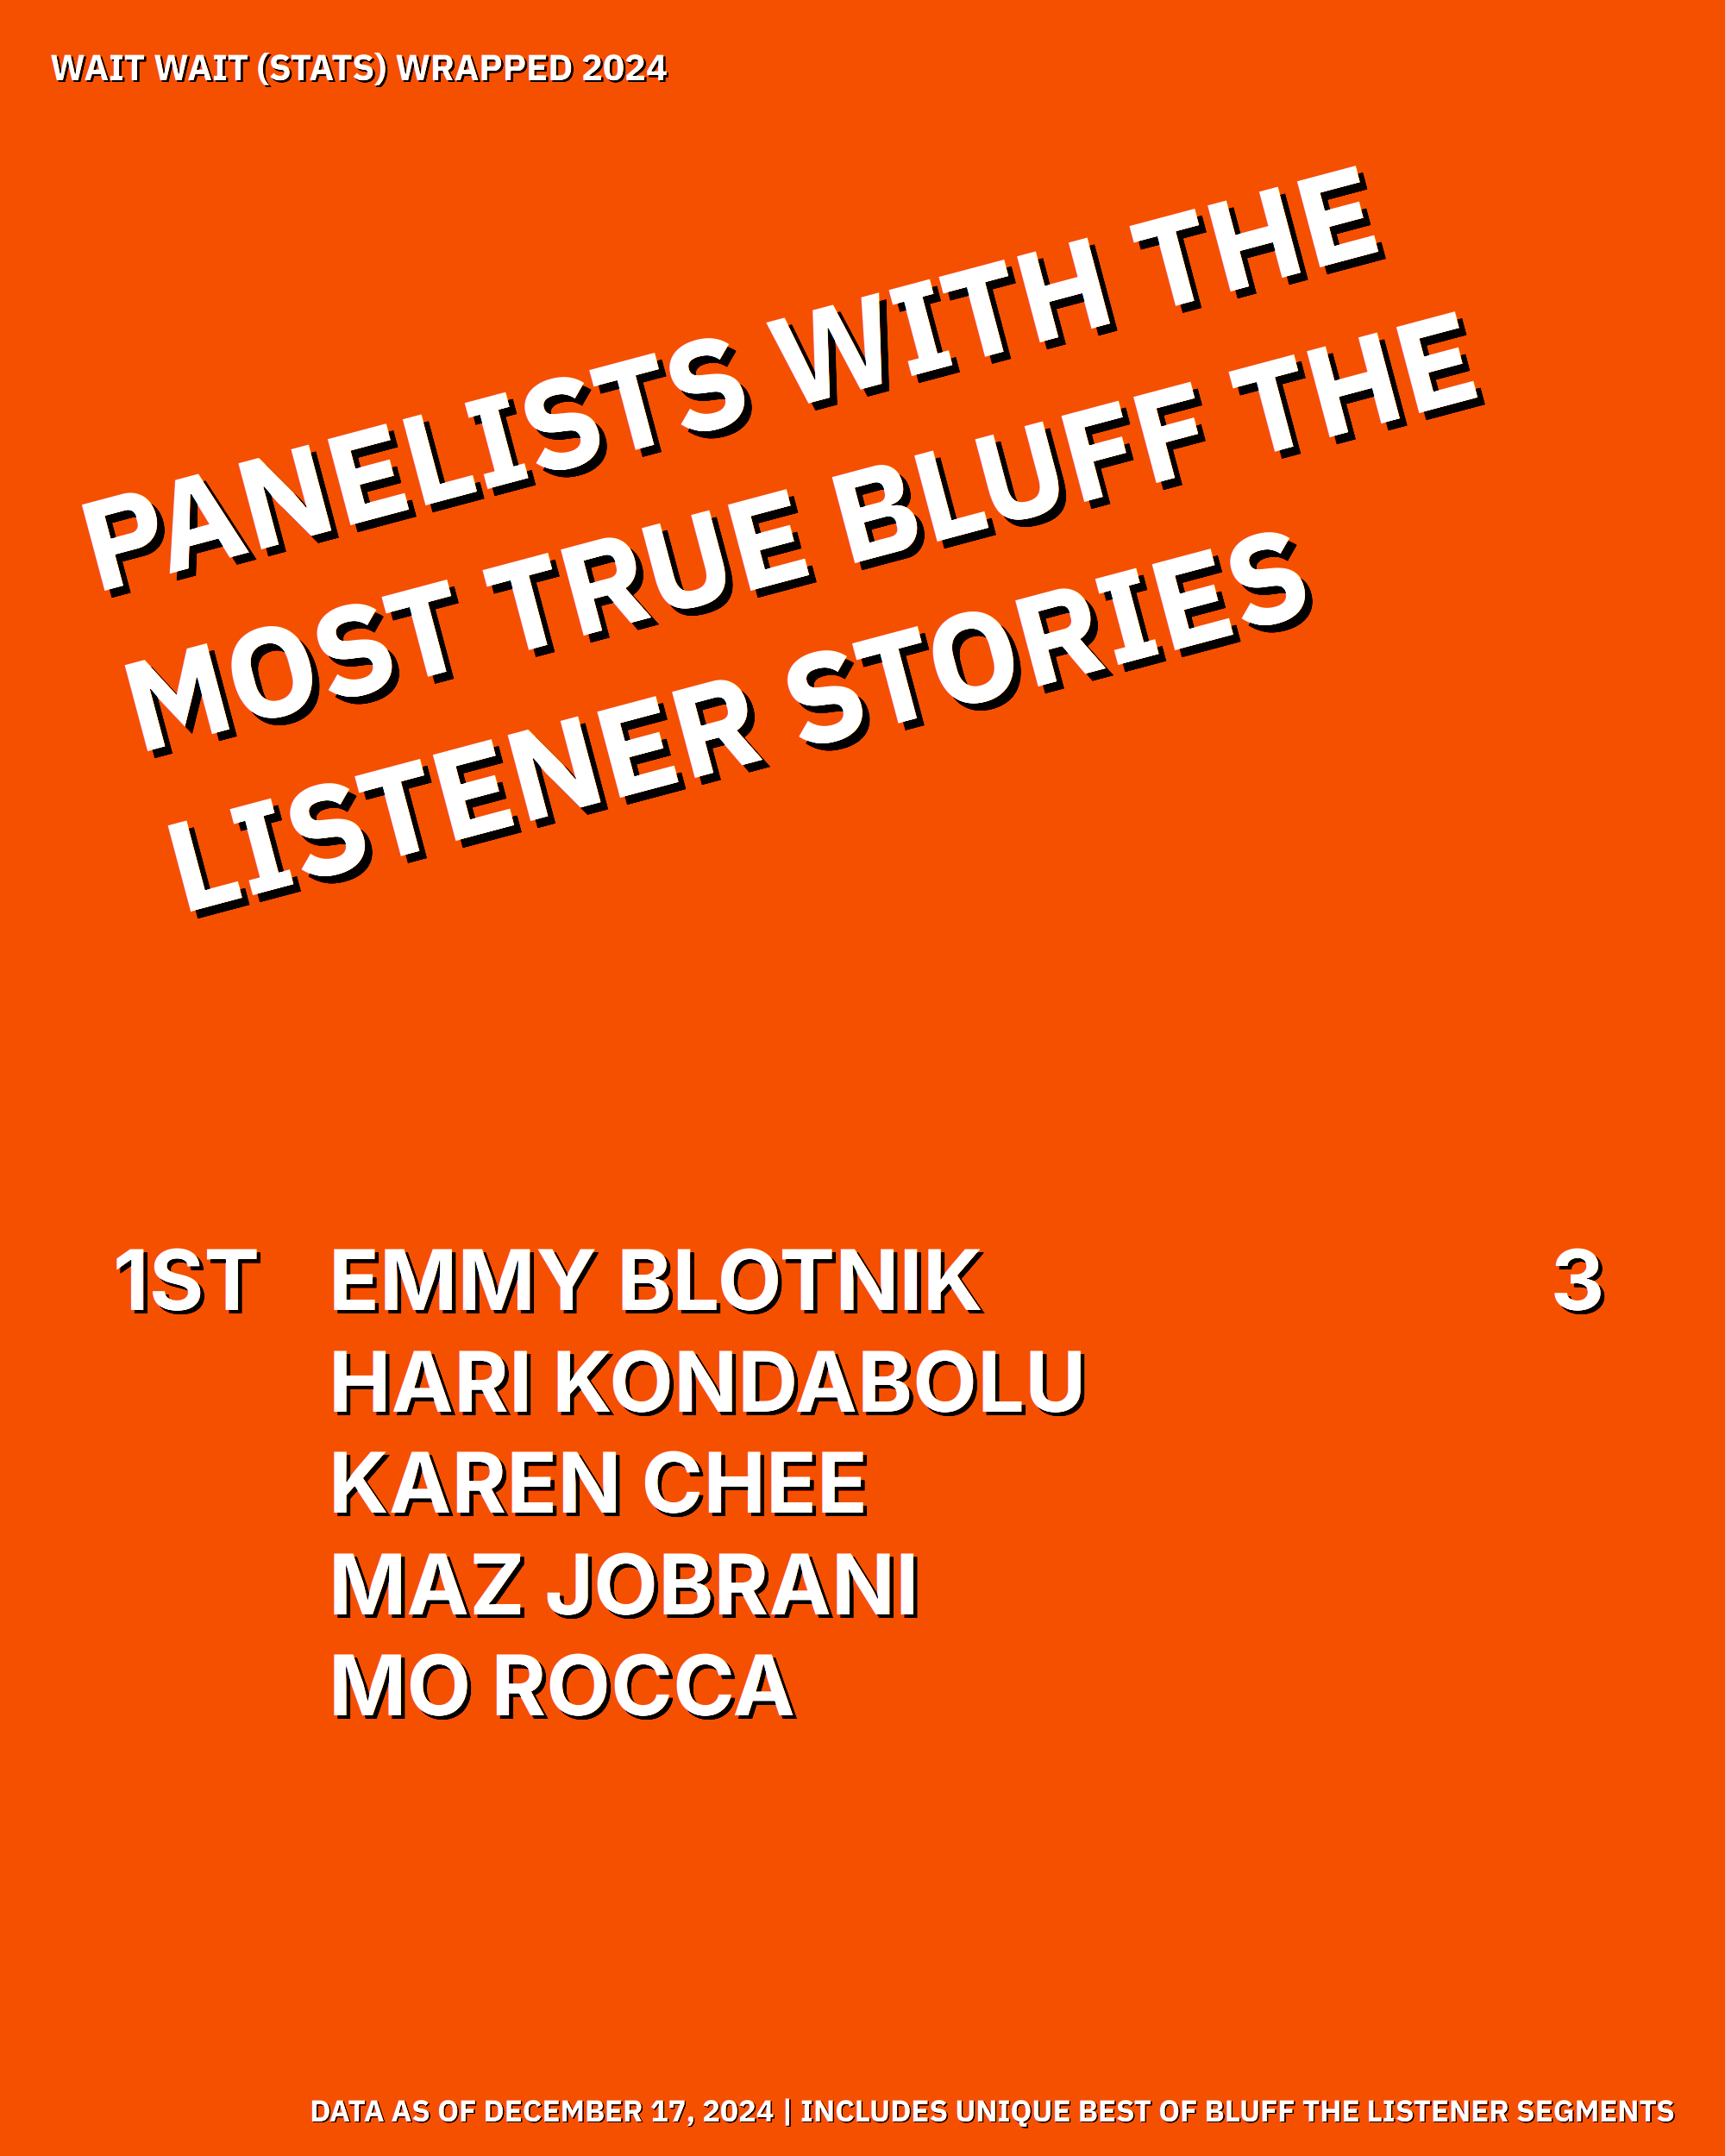 WAIT WAIT (STATS) WRAPPED 2024
PANELISTS WITH THE
MOST TRUE BLUFF THE
LISTENER STORIES
1ST EMMY BLOTNIK 3
HARI KONDABOLU
KAREN CHEE
MAZ JOBRANI
MO ROCCA
DATA AS OF DECEMBER 17, 2024 | INCLUDES UNIQUE BEST OF BLUFF THE LISTENER SEGMENTS